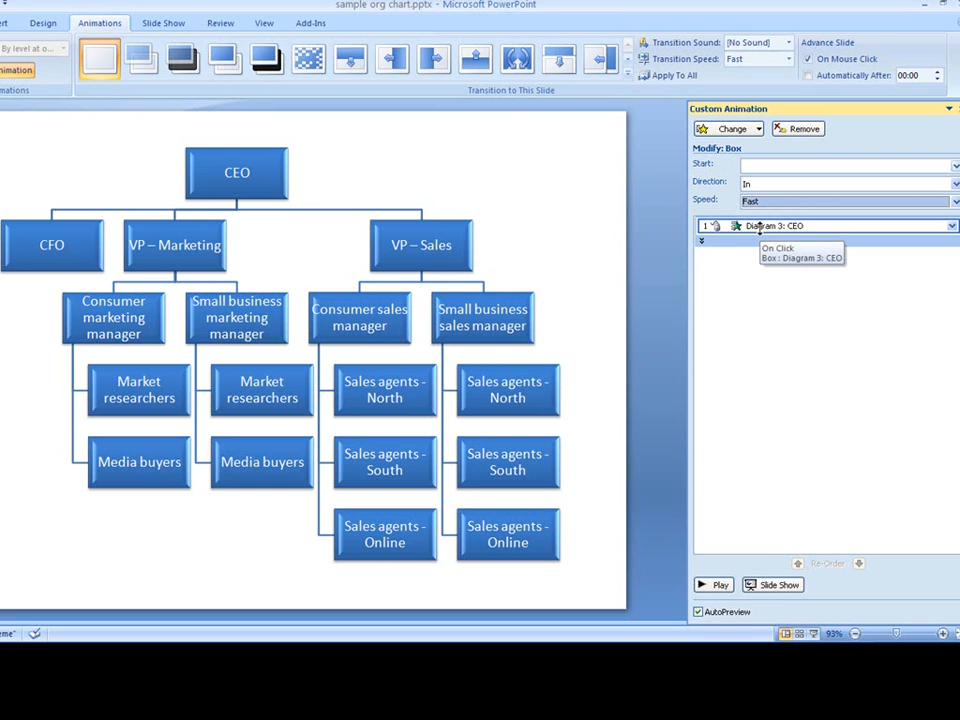 sample org chart.pptx - Microsoft PowerPoint
Design Animations Slide Show Review View Add-Ins
By level at o...
Transition Sound: [No Sound]
Advance Slide
Transition Speed: Fast
On Mouse Click
Apply To All
Automatically After: 00:00
Transition to This Slide
Custom Animation
Change
Remove
Modify: Box
Start:
Direction: In
Speed: Fast
1 Diagram 3: CEO
On Click
Box : Diagram 3: CEO
CEO
CFO
VP – Marketing
VP – Sales
Consumer
marketing
manager
Small business
marketing
manager
Consumer sales
manager
Small business
sales manager
Market
researchers
Market
researchers
Sales agents -
North
Sales agents -
North
Media buyers
Media buyers
Sales agents -
South
Sales agents -
South
Sales agents -
Online
Sales agents -
Online
Re-Order
Play
Slide Show
AutoPreview
93%